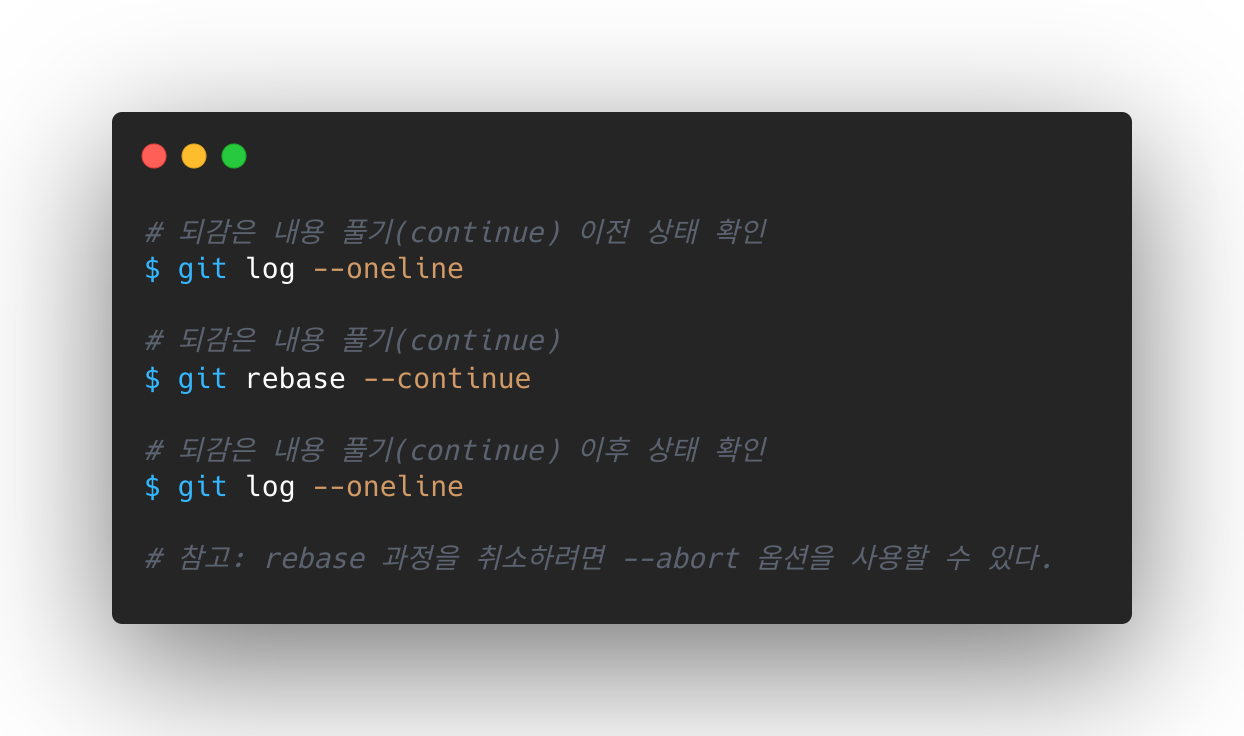 # 되감은 내용 풀기(continue) 이전 상태 확인
$ git log --oneline
# 되감은 내용 풀기(continue)
$ git rebase --continue
# 되감은 내용 풀기(continue) 이후 상태 확인
$ git log --oneline
# 참고: rebase 과정을 취소하려면 --abort 옵션을 사용할 수 있다.